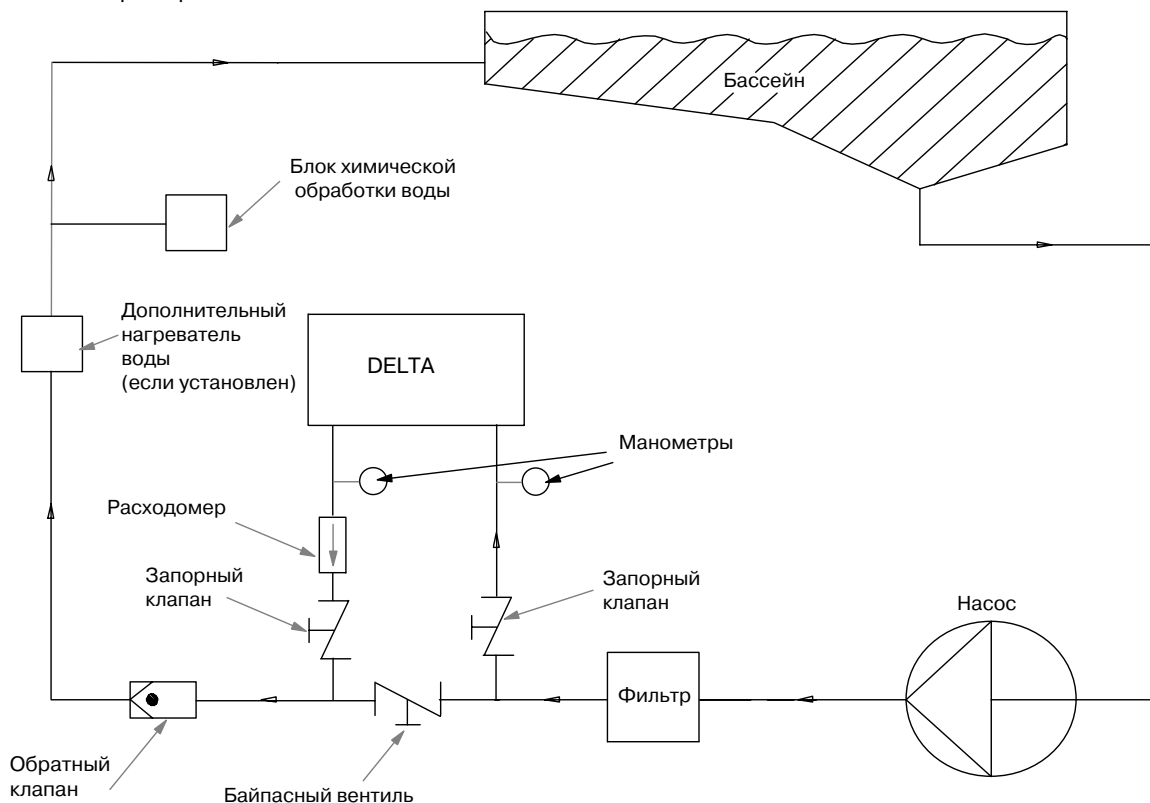 Бассейн
Блок химической
обработки воды
Дополнительный
нагреватель
воды
(если установлен)
DELTA
Манометры
Расходомер
Запорный
клапан
Запорный
клапан
Насос
Фильтр
Обратный
клапан
Байпасный вентиль